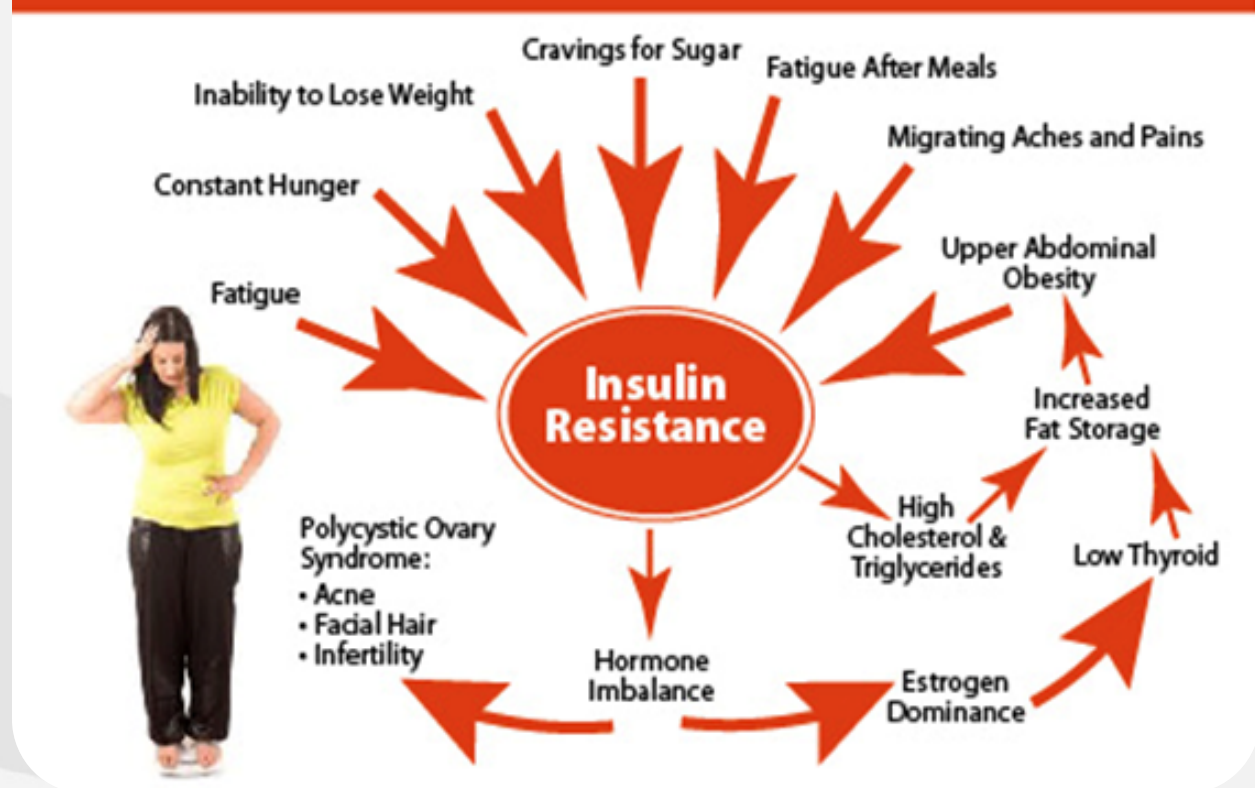 Cravings for Sugar
Fatigue After Meals
Inability to Lose Weight
Migrating Aches and Pains
Constant Hunger
Upper Abdominal
Obesity
Fatigue
Insulin
Resistance
Increased
Fat Storage
High
Cholesterol &
Triglycerides
Low Thyroid
Polycystic Ovary
Syndrome:
• Acne
• Facial Hair
• Infertility
Hormone
Imbalance
Estrogen
Dominance